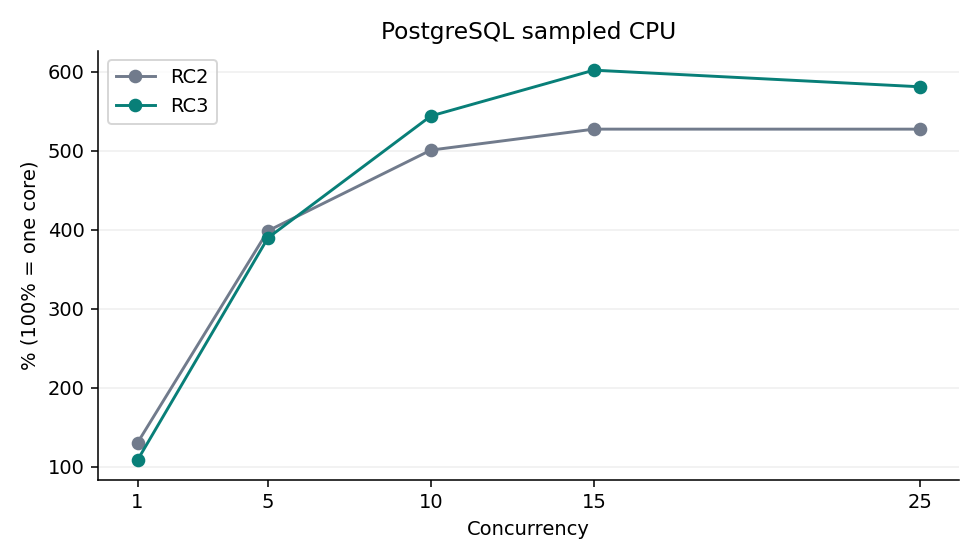 PostgreSQL sampled CPU
RC2
RC3
600
500
400
300
200
100
% (100% = one core)
1
5
10
15
25
Concurrency